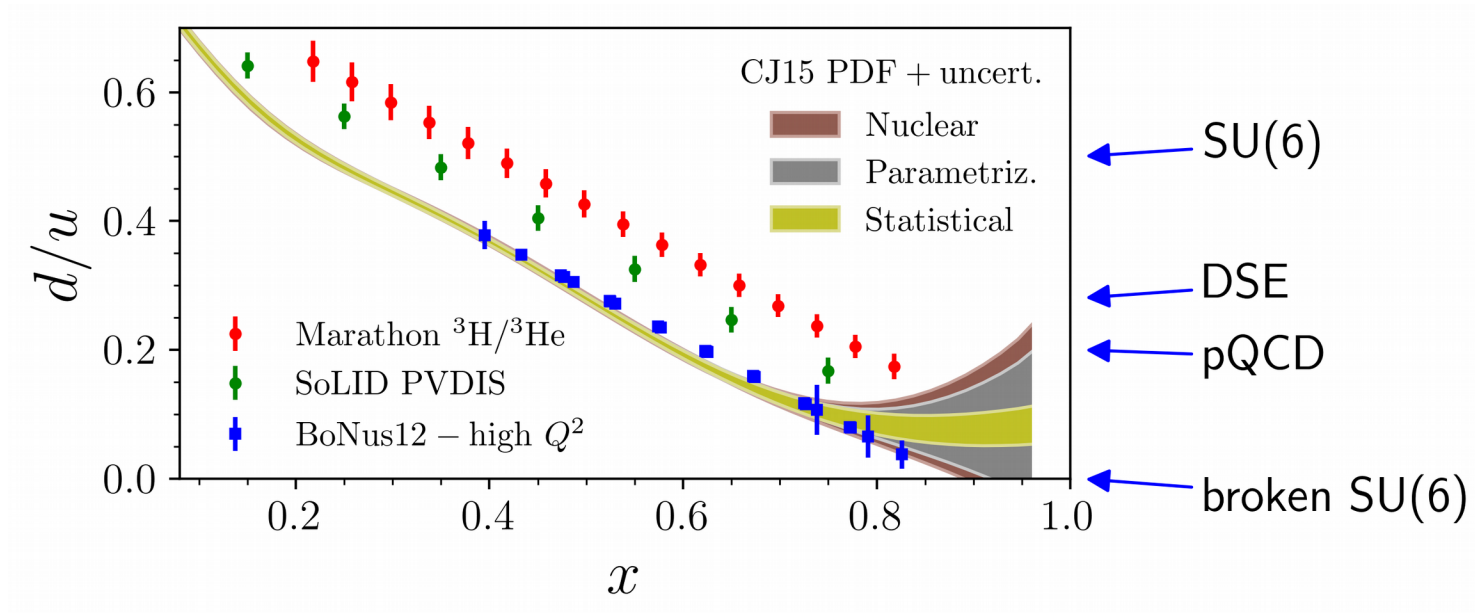 CJ15 PDF + uncert.
Nuclear
Parametriz.
Statistical
Marathon ³H/³He
SoLID PVDIS
BoNus12 − high Q²
d/u
0.6
0.4
0.2
0.0
0.2 0.4 0.6 0.8 1.0
x
SU(6)
DSE
pQCD
broken SU(6)